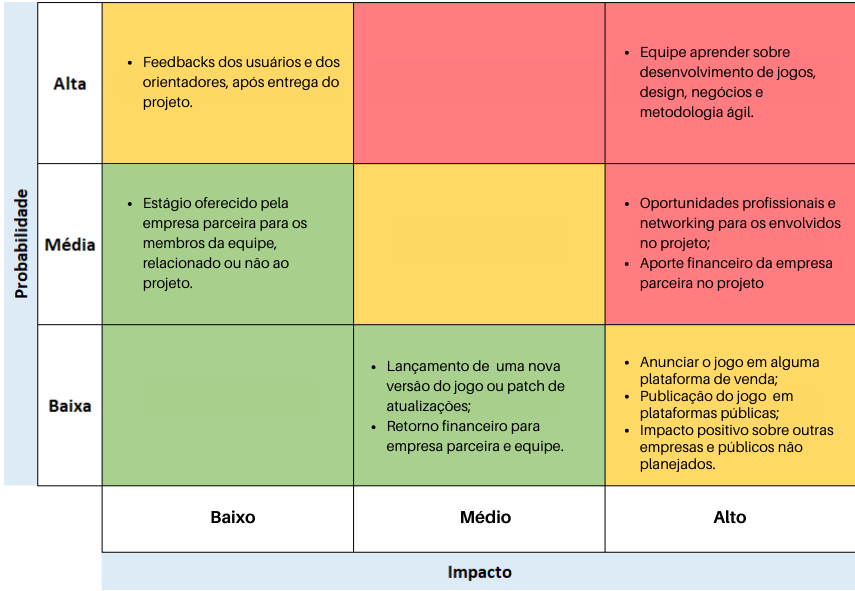 Probabilidade
Alta
• Feedbacks dos usuários e dos
orientadores, após entrega do
projeto.
• Equipe aprender sobre
desenvolvimento de jogos,
design, negócios e
metodologia ágil.
Média
• Estágio oferecido pela
empresa parceira para os
membros da equipe,
relacionado ou não ao
projeto.
• Oportunidades profissionais e
networking para os envolvidos
no projeto;
• Aporte financeiro da empresa
parceira no projeto
Baixa
• Lançamento de uma nova
versão do jogo ou patch de
atualizações;
• Retorno financeiro para
empresa parceira e equipe.
• Anunciar o jogo em alguma
plataforma de venda;
• Publicação do jogo em
plataformas públicas;
• Impacto positivo sobre outras
empresas e públicos não
planejados.
Baixo
Médio
Alto
Impacto